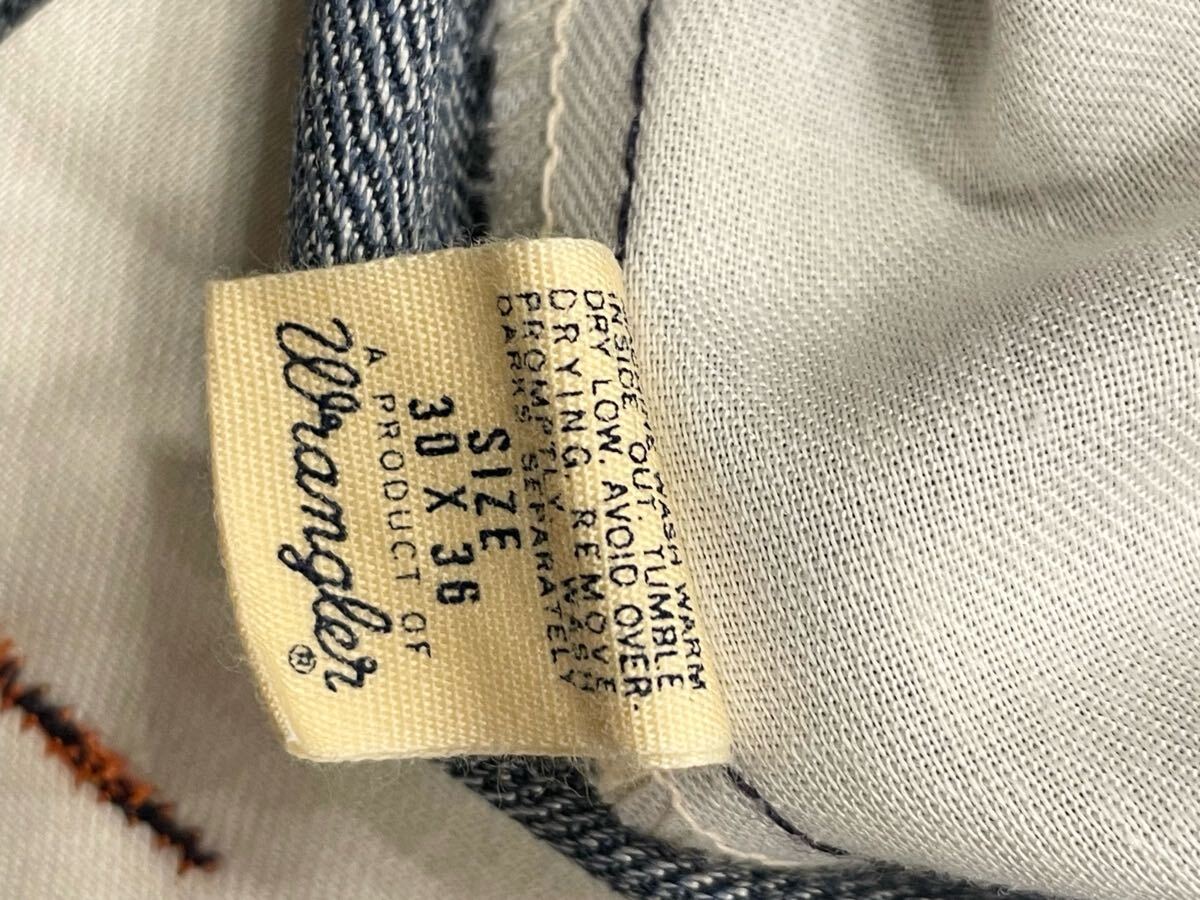 WASH WARM,
"INSIDE OUT. TUMBLE
DRY LOW. AVOID OVER-
DRYING. REMOVE
PROMPTLY. WASH
DARKS SEPARATELY
SIZE
30 X 36
A PRODUCT OF
Wrangler®